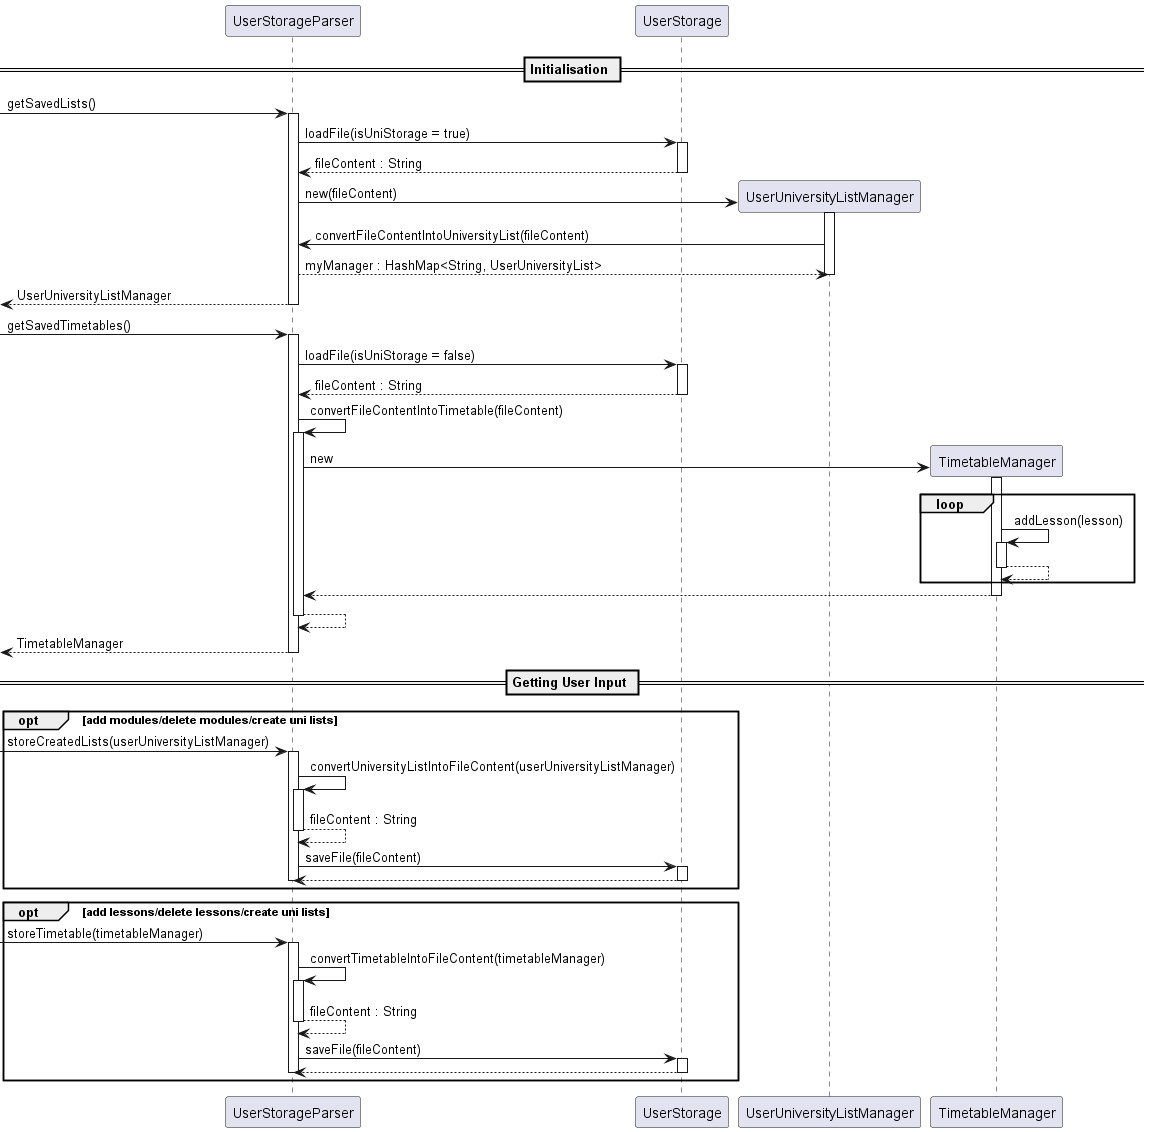 UserStorageParser
UserStorage
Initialisation
getSavedLists()
loadFile(isUniStorage = true)
fileContent : String
new(fileContent)
UserUniversityListManager
convertFileContentIntoUniversityList(fileContent)
myManager : HashMap<String, UserUniversityList>
UserUniversityListManager
getSavedTimetables()
loadFile(isUniStorage = false)
fileContent : String
convertFileContentIntoTimetable(fileContent)
new
TimetableManager
loop
addLesson(lesson)
TimetableManager
Getting User Input
opt [add modules/delete modules/create uni lists]
storeCreatedLists(userUniversityListManager)
convertUniversityListIntoFileContent(userUniversityListManager)
fileContent : String
saveFile(fileContent)
opt [add lessons/delete lessons/create uni lists]
storeTimetable(timetableManager)
convertTimetableIntoFileContent(timetableManager)
fileContent : String
saveFile(fileContent)
UserStorageParser
UserStorage
UserUniversityListManager
TimetableManager